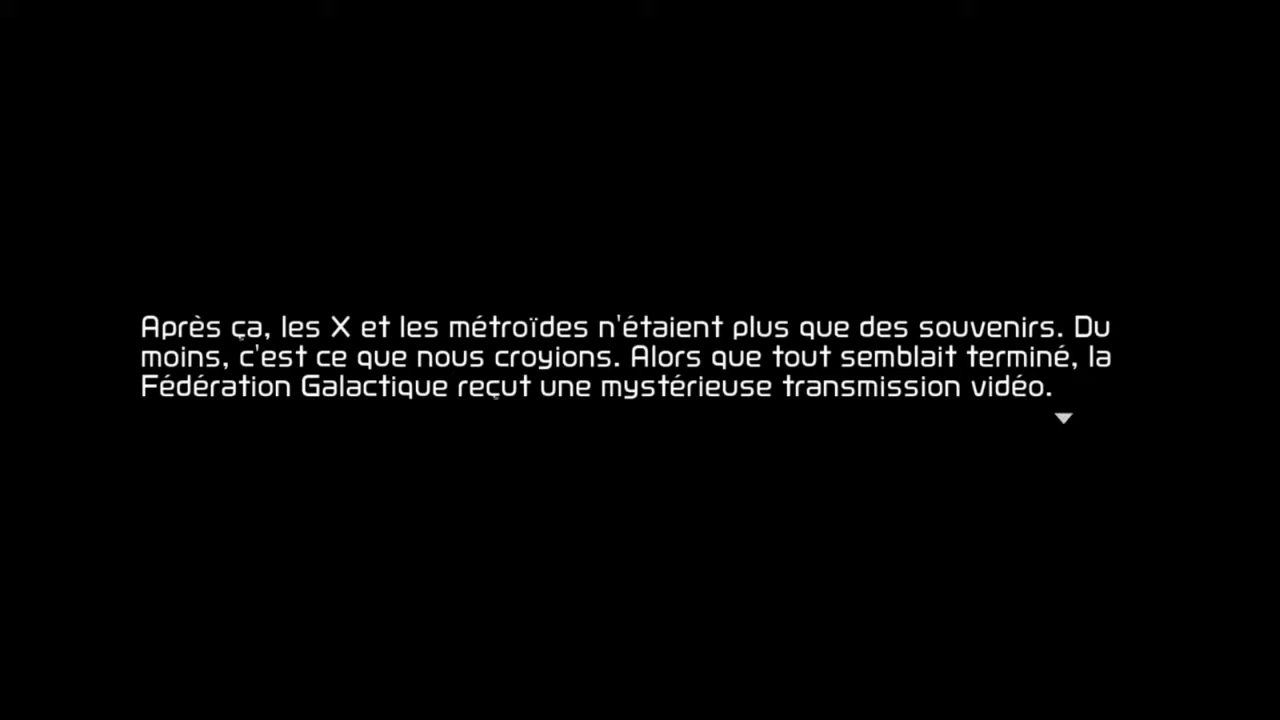 Après ça, les X et les métroïdes n'étaient plus que des souvenirs. Du
moins, c'est ce que nous croyions. Alors que tout semblait terminé, la
Fédération Galactique reçut une mystérieuse transmission vidéo.